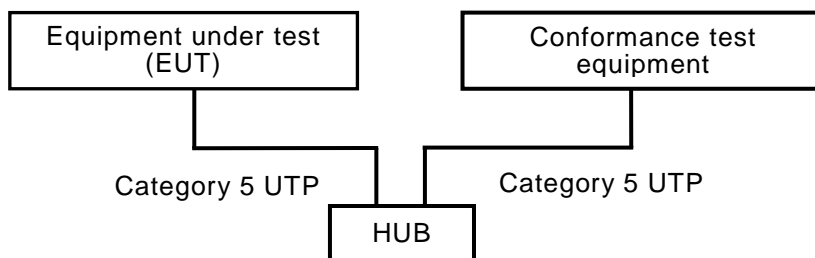 Equipment under test
(EUT)
Conformance test
equipment
Category 5 UTP
Category 5 UTP
HUB